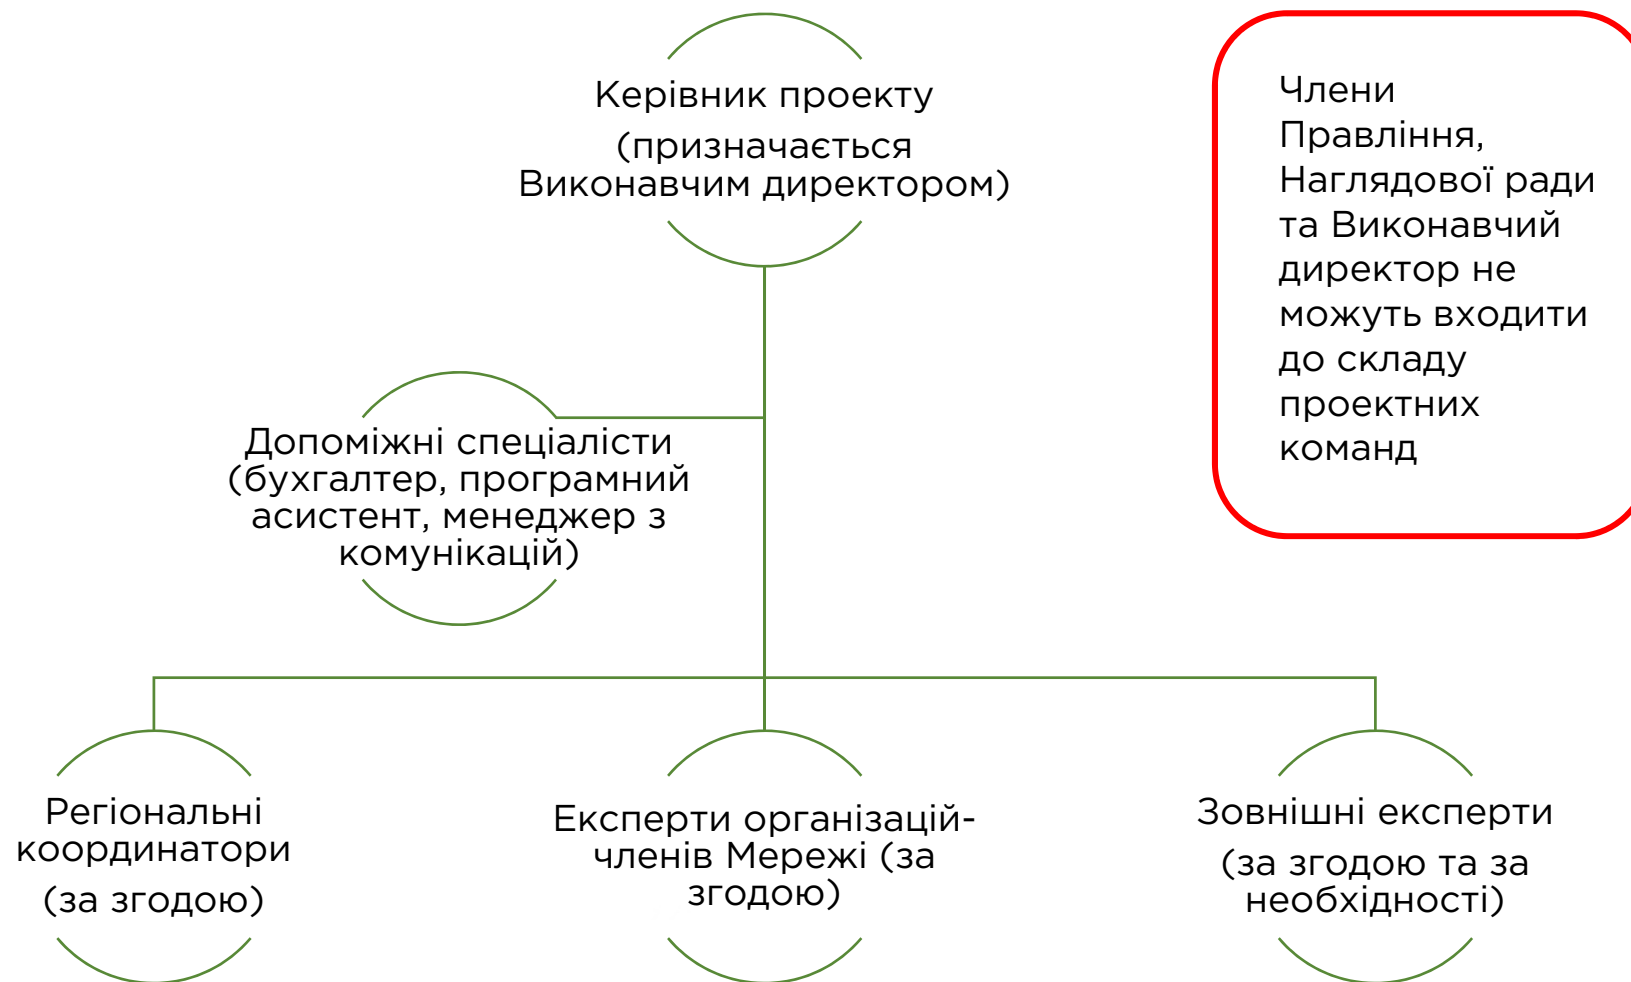 Керівник проекту
(призначається
Виконавчим директором)
Члени
Правління,
Наглядової ради
та Виконавчий
директор не
можуть входити
до складу
проектних
команд
Допоміжні спеціалісти
(бухгалтер, програмний
асистент, менеджер з
комунікацій)
Регіональні
координатори
(за згодою)
Експерти організацій-
членів Мережі (за
згодою)
Зовнішні експерти
(за згодою та за
необхідності)